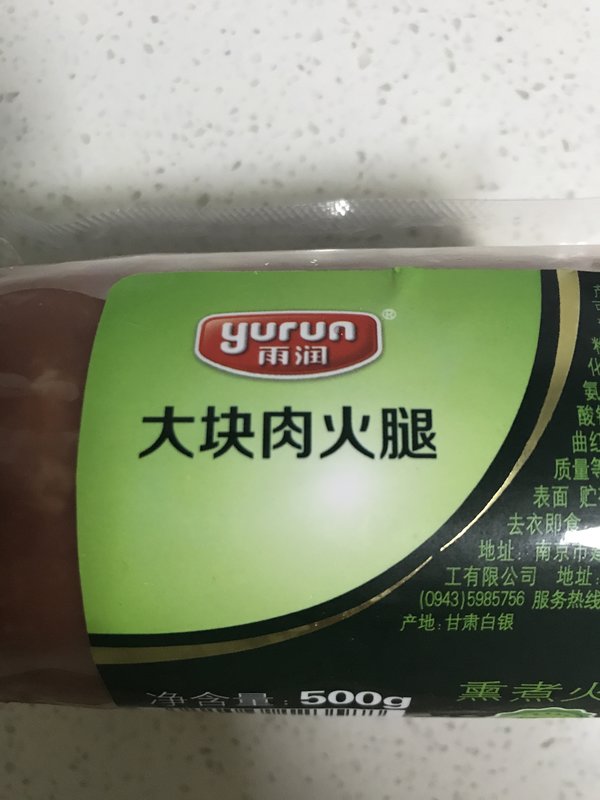 yurun
®
雨润
大块肉火腿
化
氨
酸
曲红
质量等
表面 贮
去衣即食
地址：南京市
工有限公司 地址：
(0943)5985756 服务热线
产地：甘肃白银
净含量：500g
熏煮火